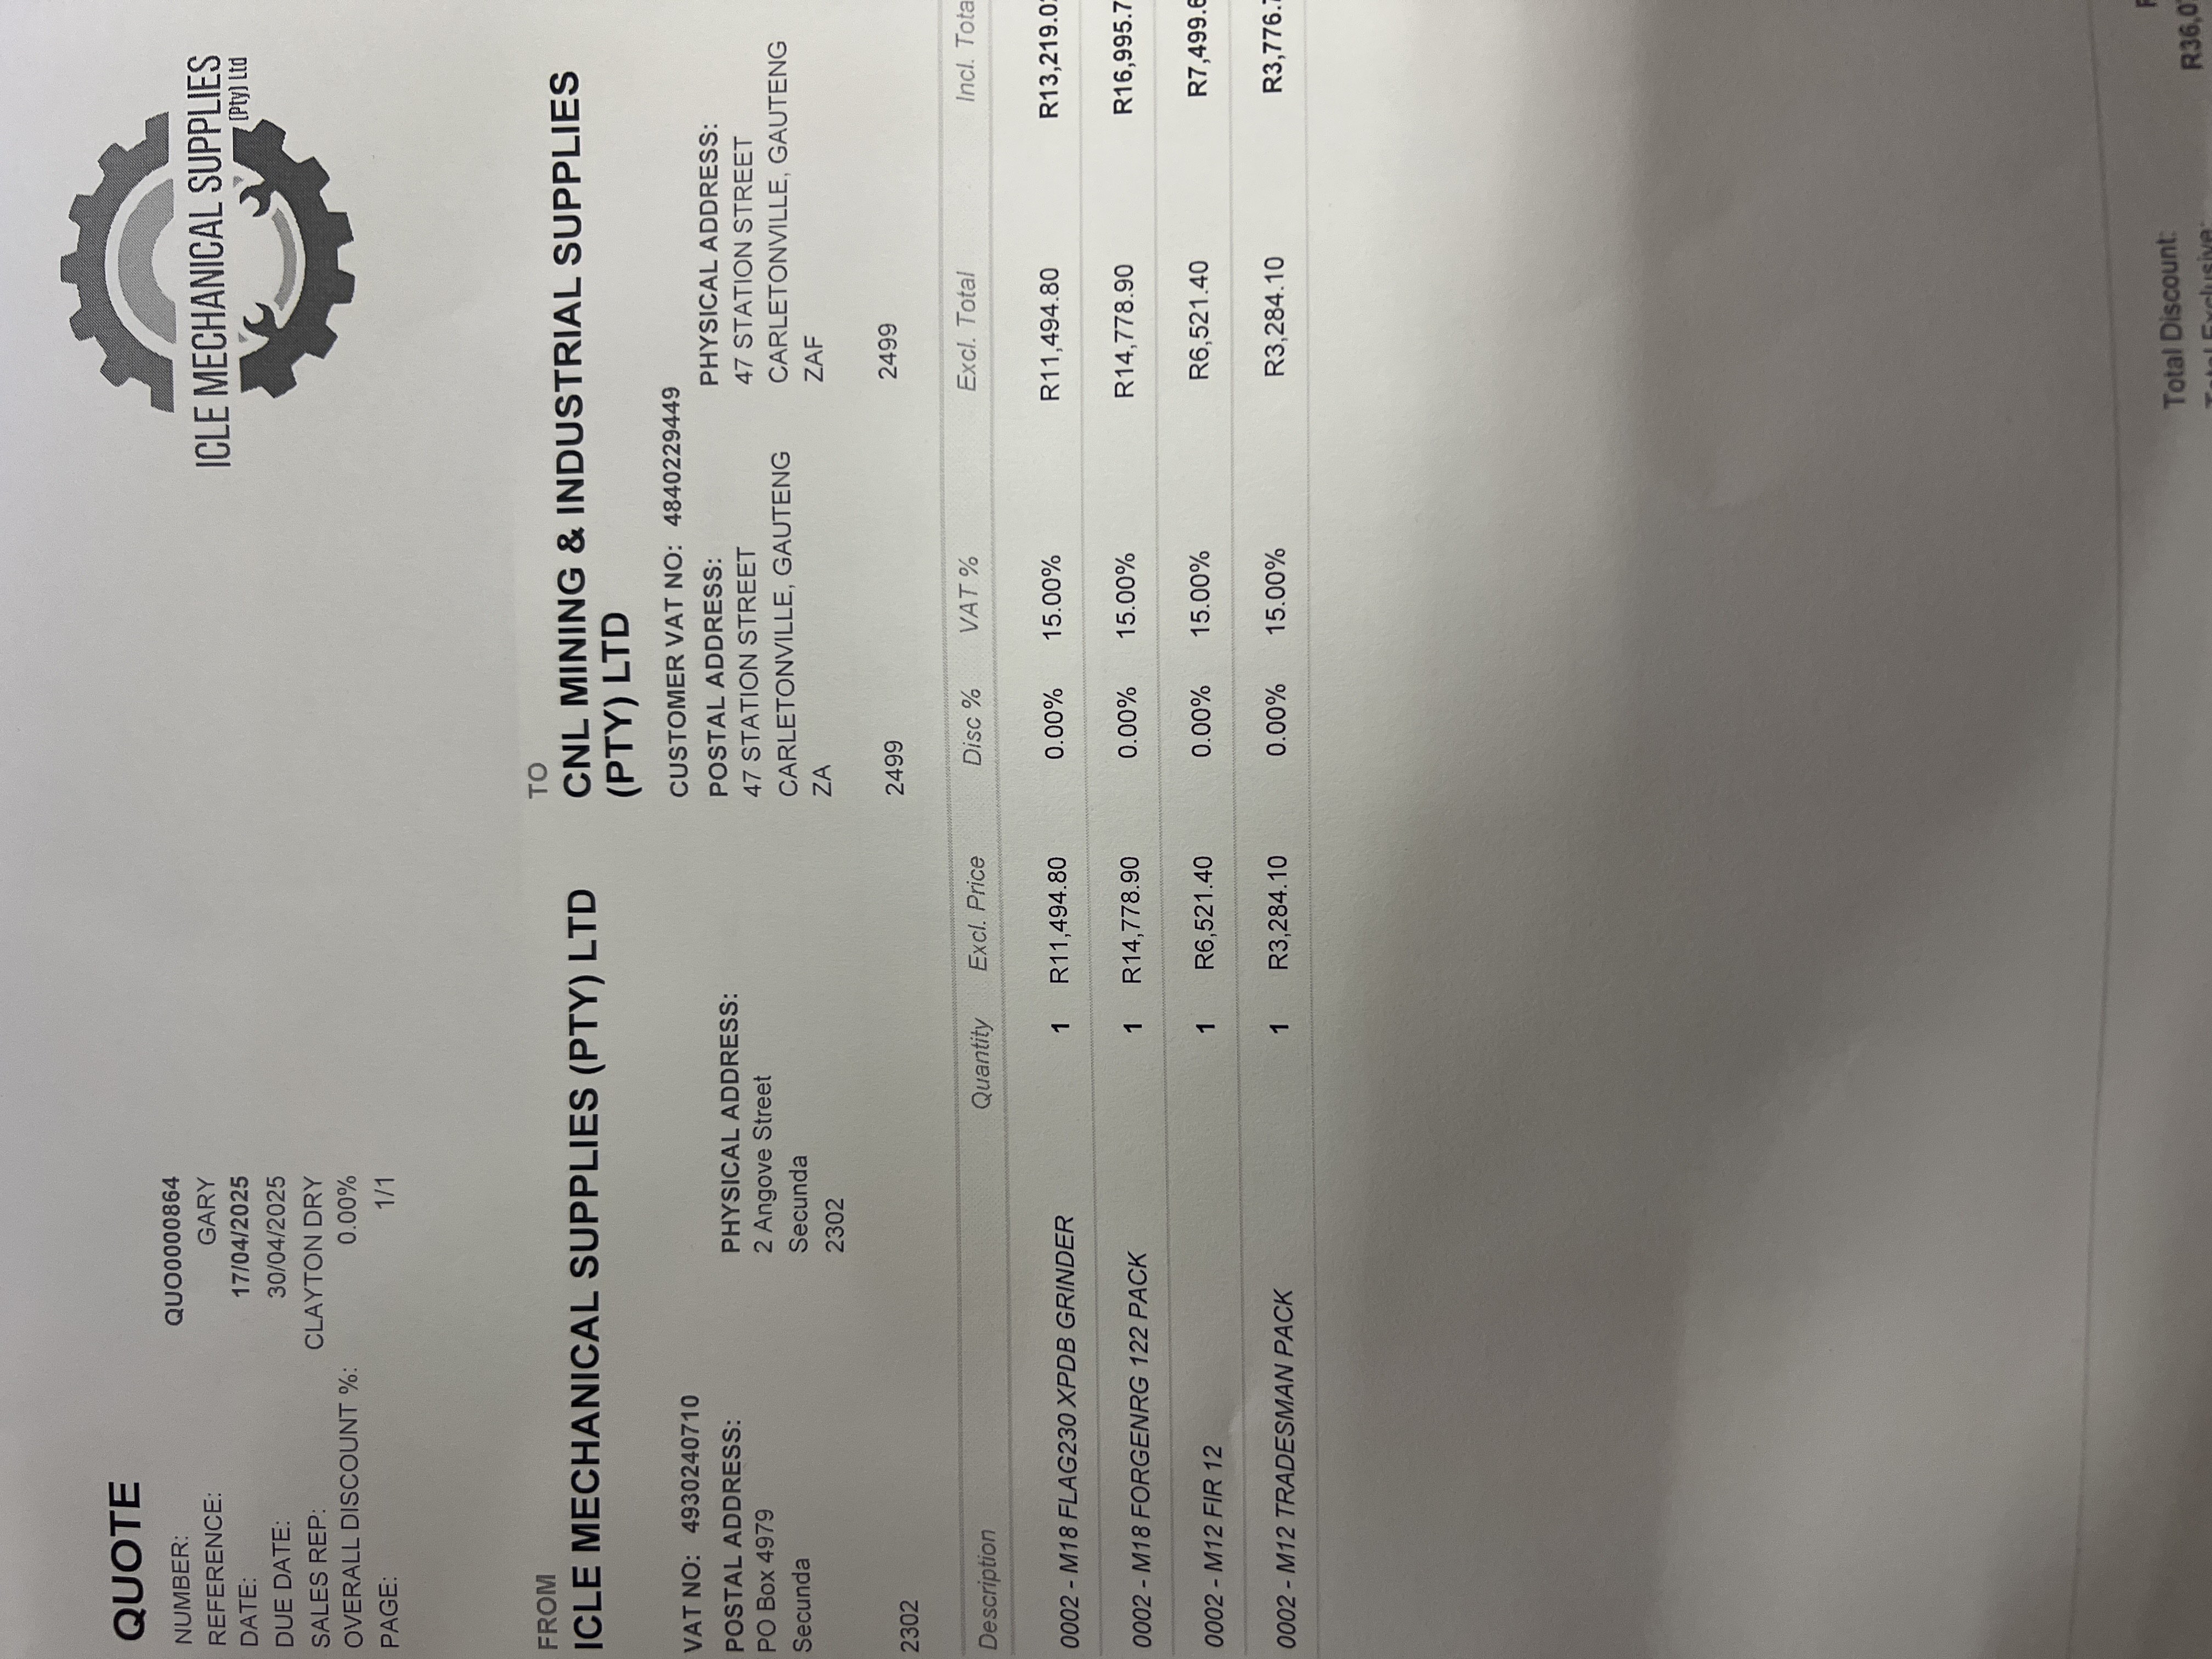 QUOTE
NUMBER: QUO0000864
REFERENCE: GARY
DATE: 17/04/2025
DUE DATE: 30/04/2025
SALES REP: CLAYTON DRY
OVERALL DISCOUNT %: 0.00%
PAGE: 1/1
ICLE MECHANICAL SUPPLIES
(Pty) Ltd
FROM
ICLE MECHANICAL SUPPLIES (PTY) LTD
VAT NO: 4930240710
POSTAL ADDRESS: PHYSICAL ADDRESS:
PO Box 4979 2 Angove Street
Secunda Secunda
2302
2302
TO
CNL MINING & INDUSTRIAL SUPPLIES
(PTY) LTD
CUSTOMER VAT NO: 4840229449
POSTAL ADDRESS: PHYSICAL ADDRESS:
47 STATION STREET 47 STATION STREET
CARLETONVILLE, GAUTENG CARLETONVILLE, GAUTENG
ZA ZAF
2499 2499
Description Quantity Excl. Price Disc % VAT % Excl. Total Incl. Tota
0002 - M18 FLAG230 XPDB GRINDER 1 R11,494.80 0.00% 15.00% R11,494.80 R13,219.0
0002 - M18 FORGENRG 122 PACK 1 R14,778.90 0.00% 15.00% R14,778.90 R16,995.7
0002 - M12 FIR 12 1 R6,521.40 0.00% 15.00% R6,521.40 R7,499.6
0002 - M12 TRADESMAN PACK 1 R3,284.10 0.00% 15.00% R3,284.10 R3,776.7
Total Discount:
Total Exclusive: R36,0